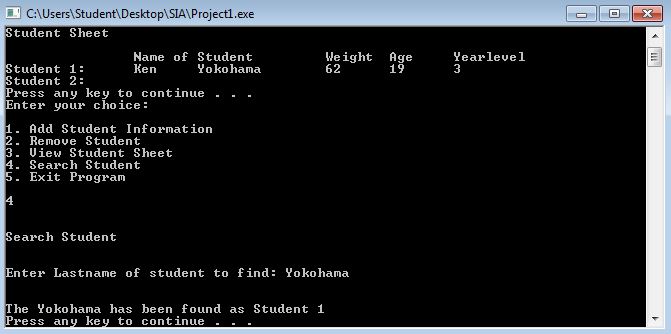 C:\Users\Student\Desktop\SIA\Project1.exe
Student Sheet
Name of Student Weight Age Yearlevel
Student 1: Ken Yokohama 62 19 3
Student 2:
Press any key to continue . . .
Enter your choice:
1. Add Student Information
2. Remove Student
3. View Student Sheet
4. Search Student
5. Exit Program
4
Search Student
Enter Lastname of student to find: Yokohama
The Yokohama has been found as Student 1
Press any key to continue . . .